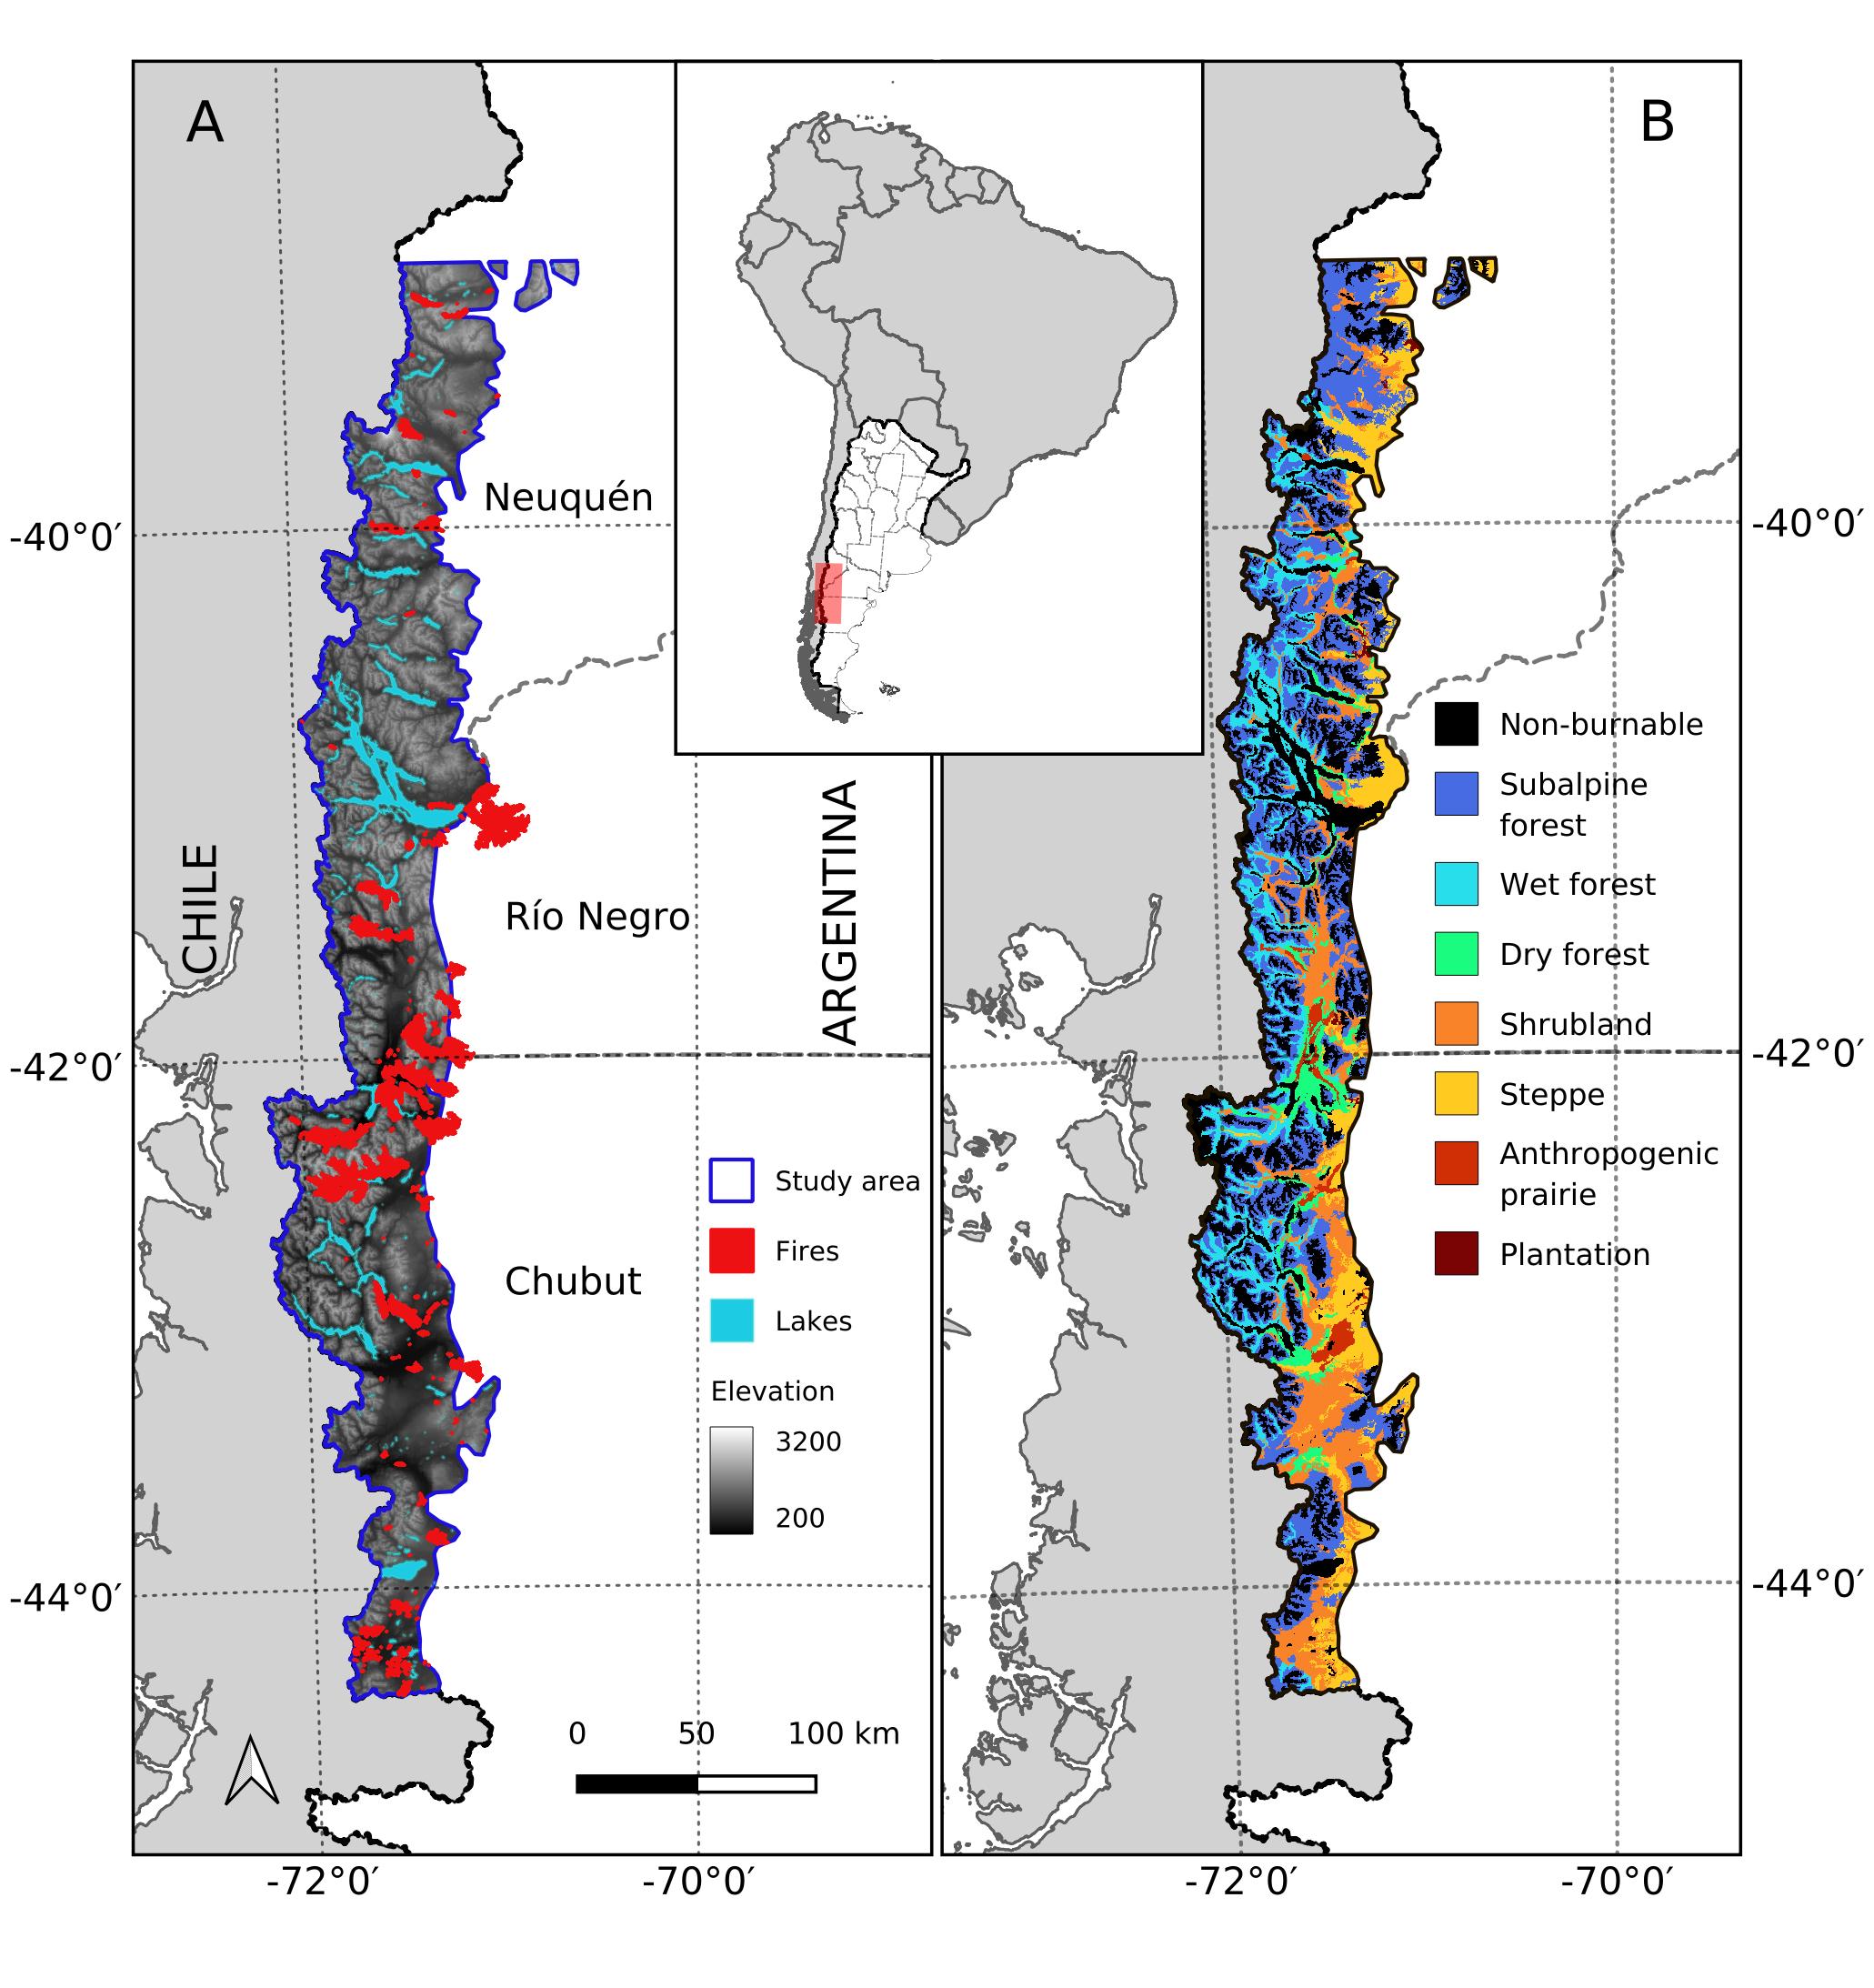 A
B
Neuquén
-40°0′
-40°0′
Non-burnable
Subalpine
forest
CHILE
ARGENTINA
Wet forest
Río Negro
Dry forest
Shrubland
-42°0′
-42°0′
Steppe
Anthropogenic
prairie
Study area
Fires
Plantation
Chubut
Lakes
Elevation
3200
200
-44°0′
-44°0′
0 50 100 km
-72°0′ -70°0′ -72°0′ -70°0′